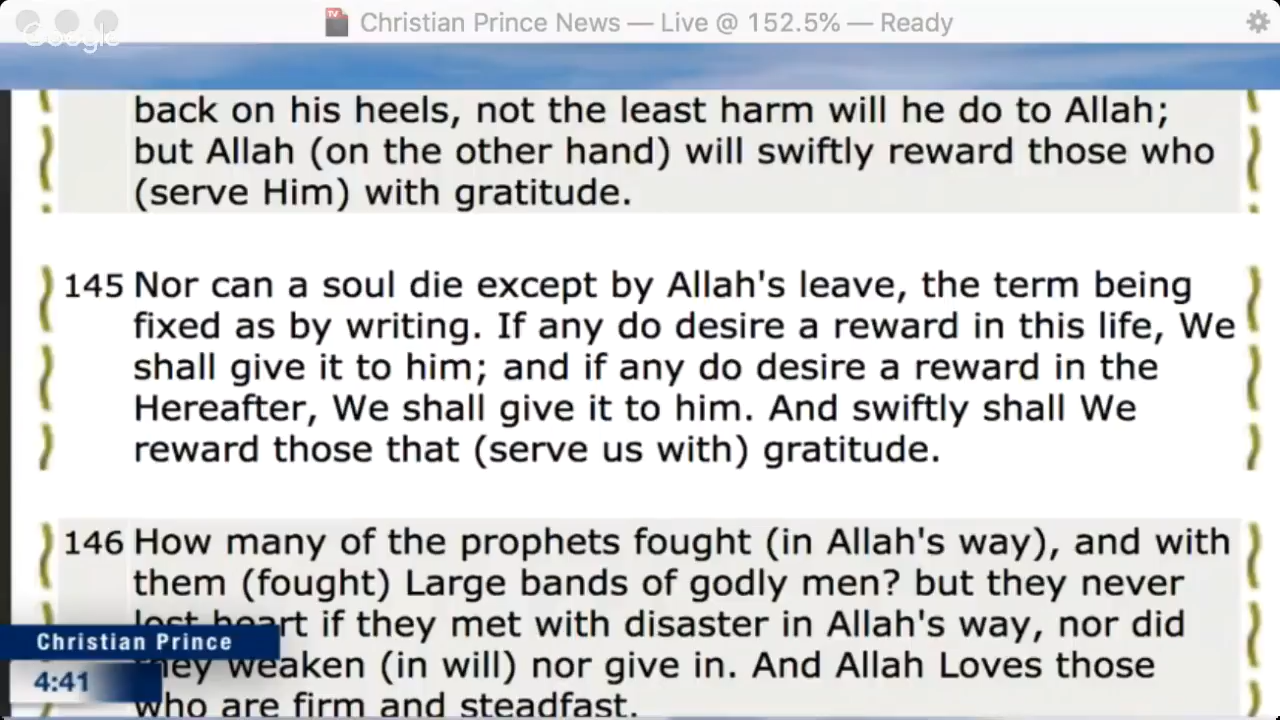 Christian Prince News — Live @ 152.5% — Ready
Google
back on his heels, not the least harm will he do to Allah;
but Allah (on the other hand) will swiftly reward those who
(serve Him) with gratitude.
145 Nor can a soul die except by Allah's leave, the term being
fixed as by writing. If any do desire a reward in this life, We
shall give it to him; and if any do desire a reward in the
Hereafter, We shall give it to him. And swiftly shall We
reward those that (serve us with) gratitude.
146 How many of the prophets fought (in Allah's way), and with
them (fought) Large bands of godly men? but they never
lost heart if they met with disaster in Allah's way, nor did
they weaken (in will) nor give in. And Allah Loves those
who are firm and steadfast.
Christian Prince
4:41